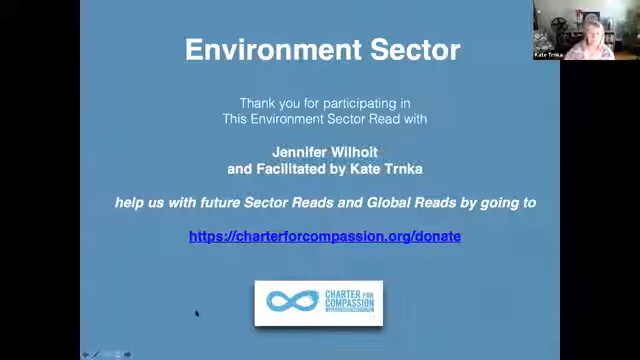 Environment Sector
Thank you for participating in
This Environment Sector Read with
Jennifer Wilhoit
and Facilitated by Kate Trnka
help us with future Sector Reads and Global Reads by going to
https://charterforcompassion.org/donate
CHARTER FOR
COMPASSION
Kate Trnka